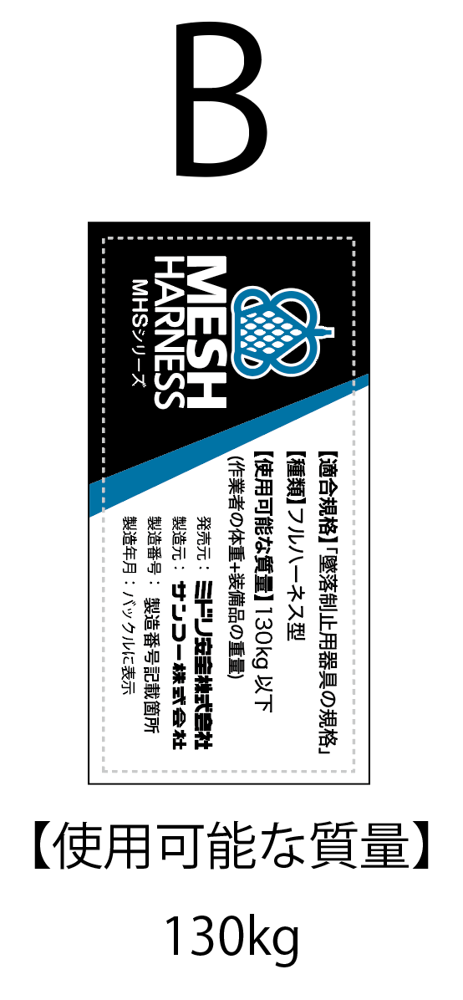 B
MESH
HARNESS
MHSシリーズ
【適合規格】「墜落制止用器具の規格」
【種類】フルハーネス型
【使用可能な質量】130kg 以下
(作業者の体重+装備品の重量)
発売元：ミドリ安全株式会社
製造元：サンコー株式会社
製造番号：製造番号記載箇所
製造年月：バックルに表示
【使用可能な質量】
130kg